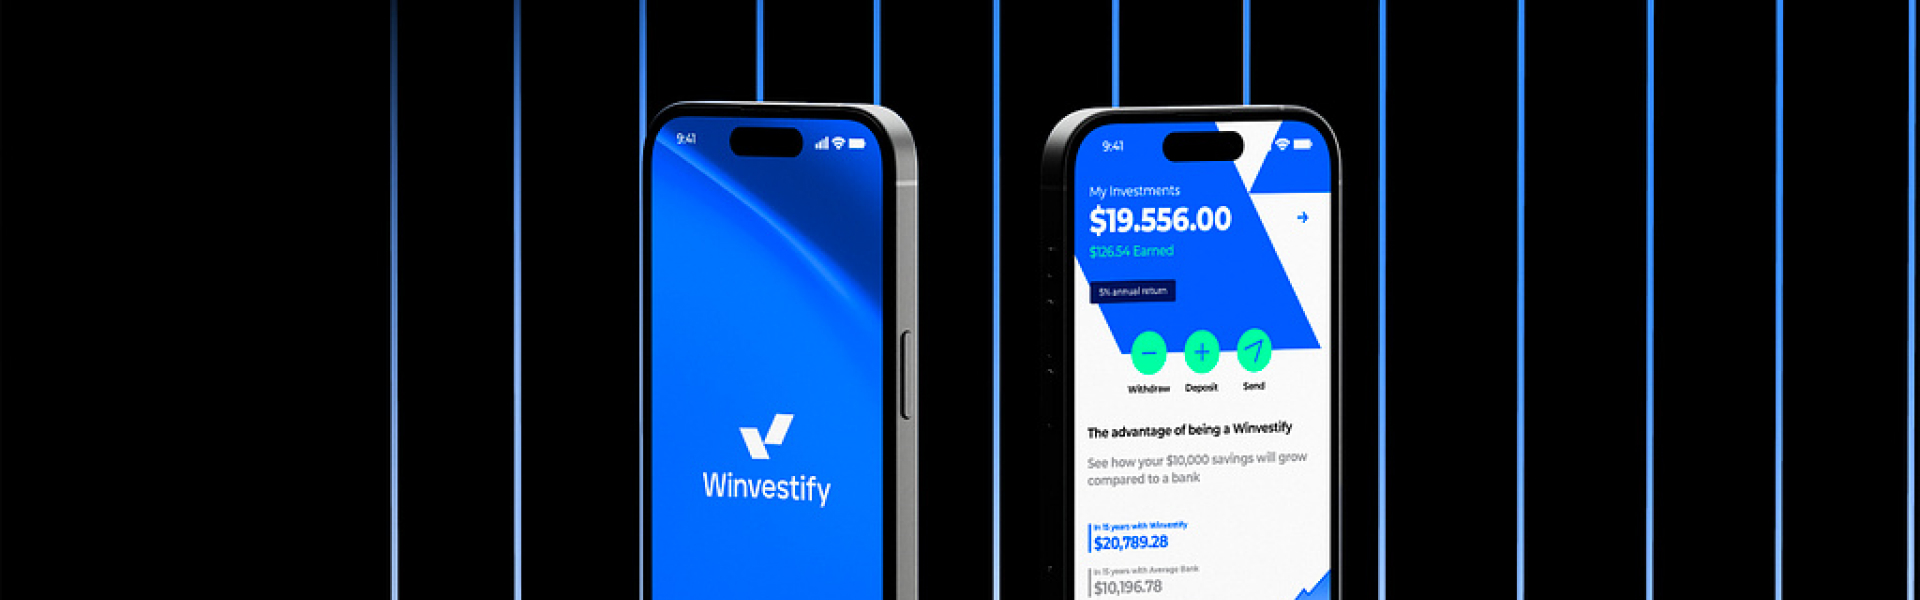 9:41
Winvestify
9:41
My Investments
$19.556.00
$126.54 Earned
5% annual return
Withdraw Deposit Send
The advantage of being a Winvestify
See how your $10,000 savings will grow
compared to a bank
In 15 years with Winvestify
$20,789.28
In 15 years with Average Bank
$10,196.78